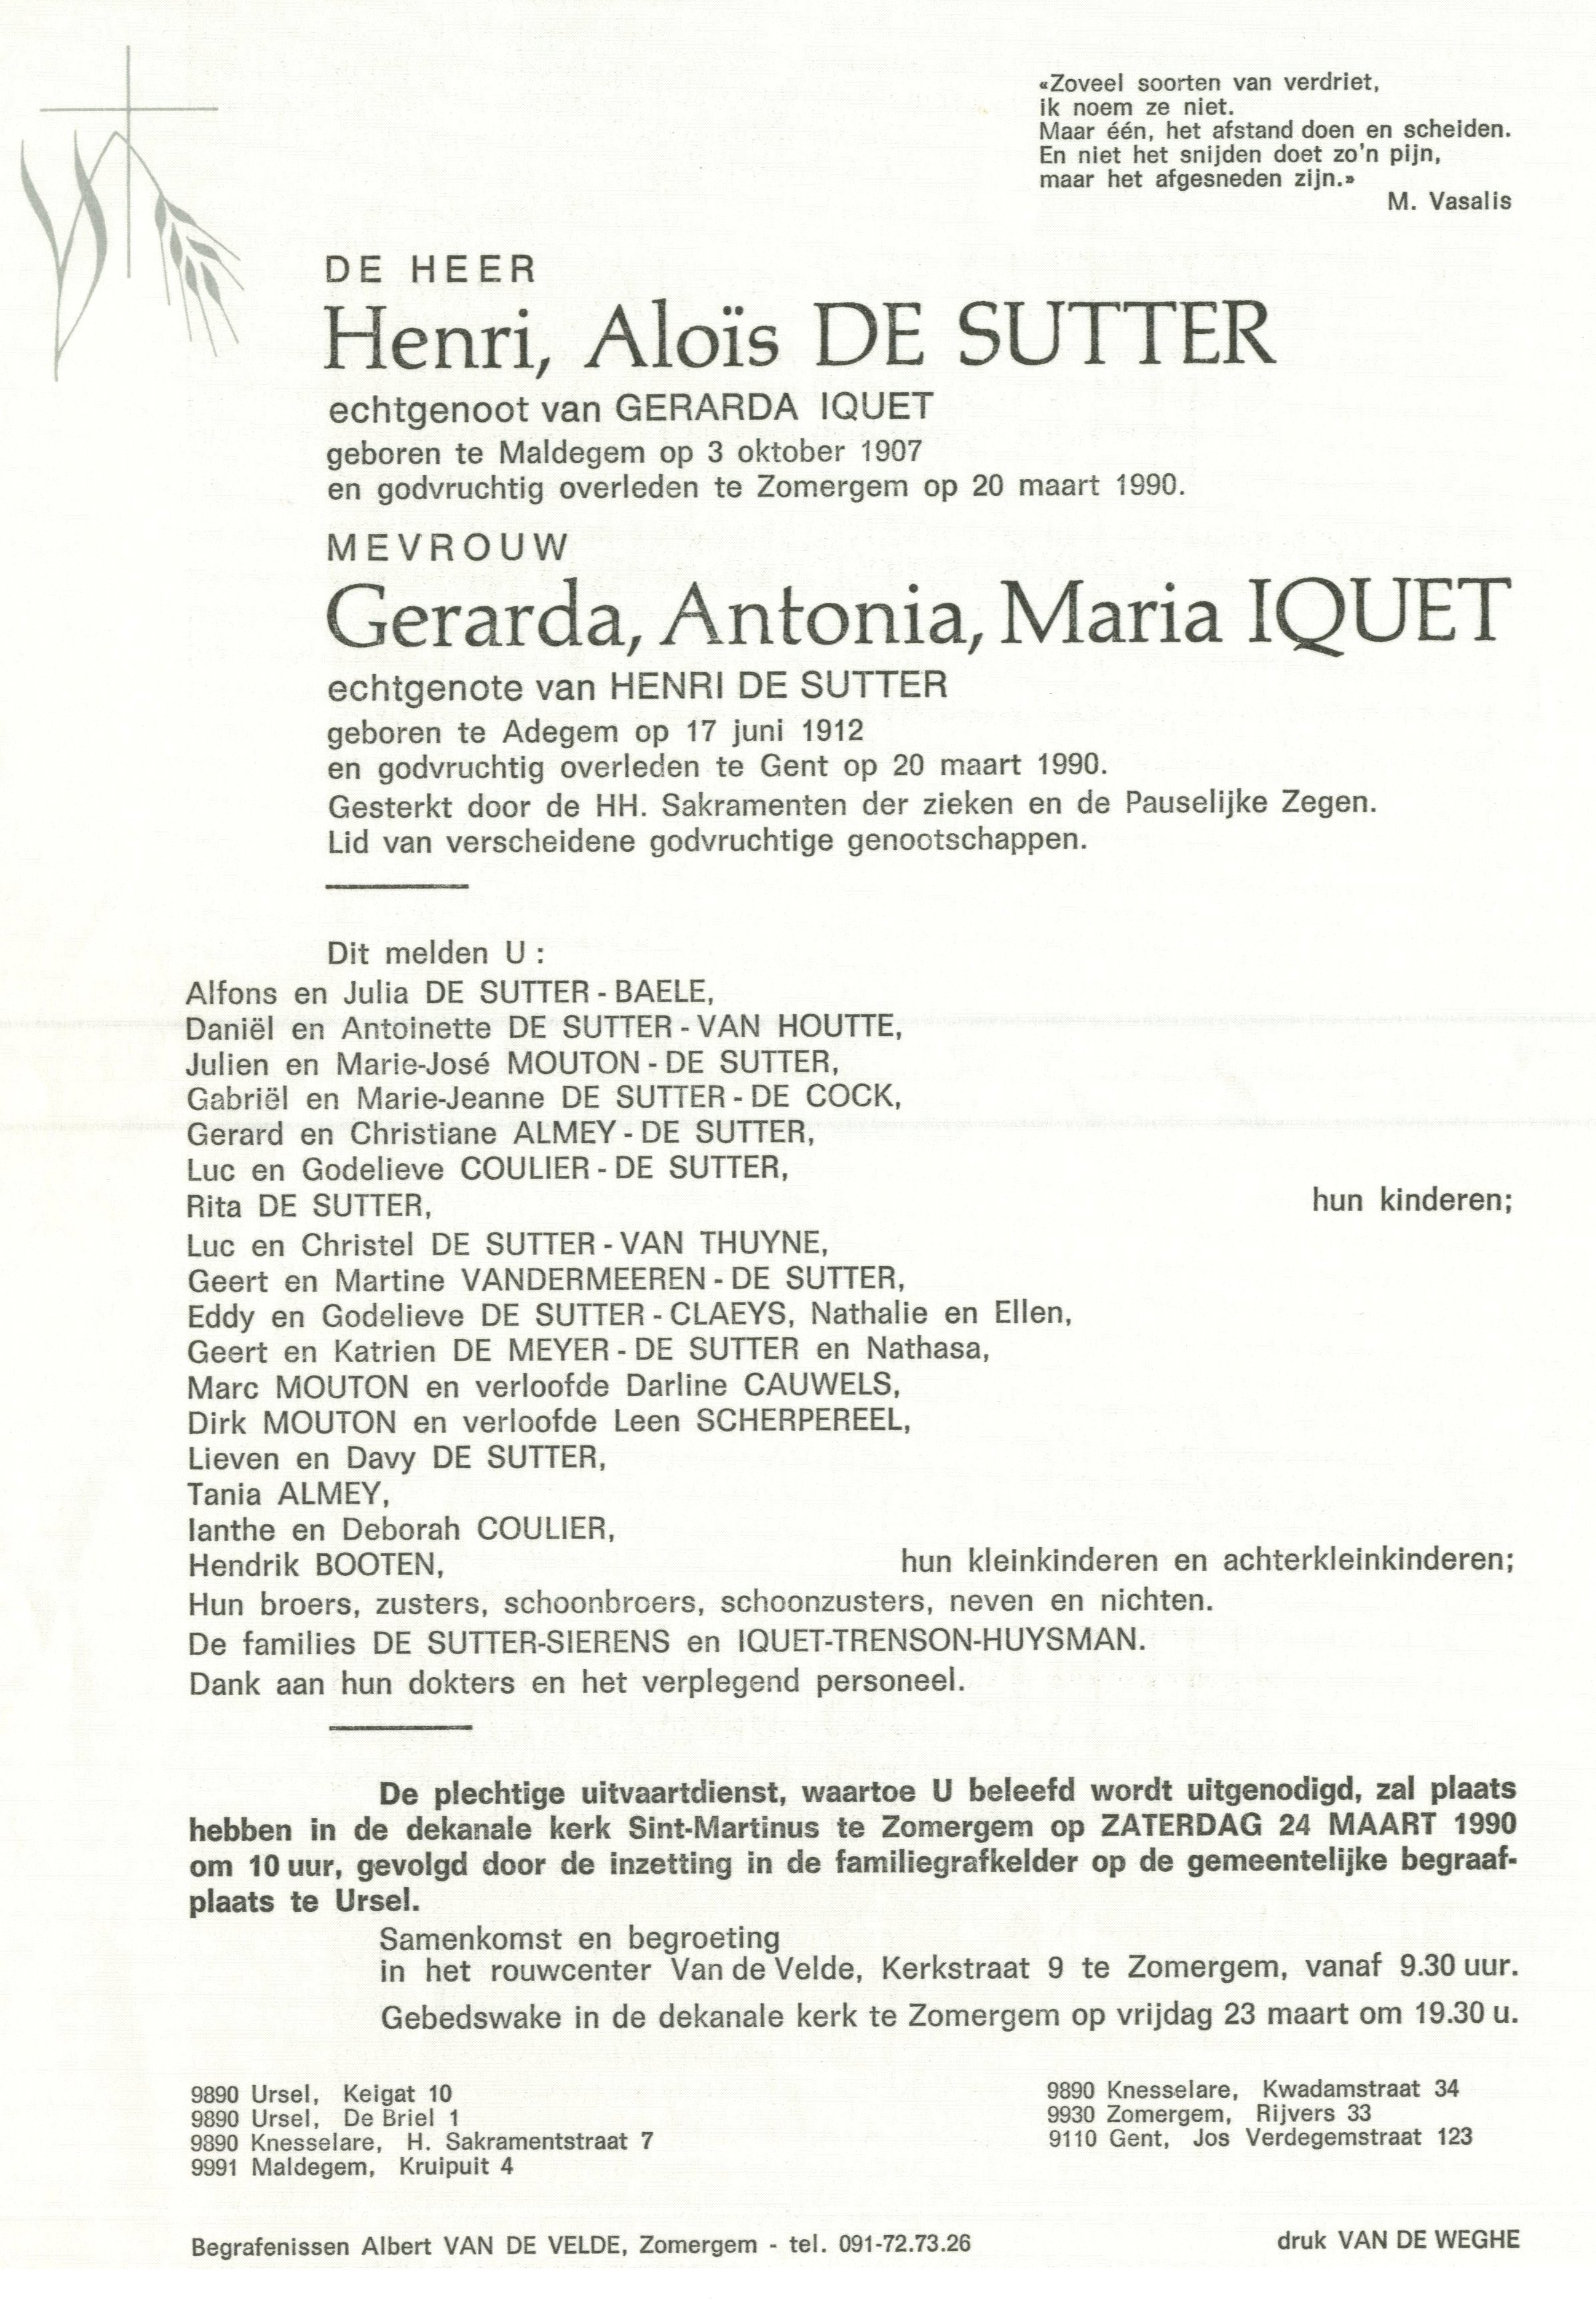 «Zoveel soorten van verdriet,
ik noem ze niet.
Maar één, het afstand doen en scheiden.
En niet het snijden doet zo'n pijn,
maar het afgesneden zijn.»
M. Vasalis
DE HEER
Henri, Aloïs DE SUTTER
echtgenoot van GERARDA IQUET
geboren te Maldegem op 3 oktober 1907
en godvruchtig overleden te Zomergem op 20 maart 1990.
MEVROUW
Gerarda, Antonia, Maria IQUET
echtgenote van HENRI DE SUTTER
geboren te Adegem op 17 juni 1912
en godvruchtig overleden te Gent op 20 maart 1990.
Gesterkt door de HH. Sakramenten der zieken en de Pauselijke Zegen.
Lid van verscheidene godvruchtige genootschappen.
Dit melden U :
Alfons en Julia DE SUTTER - BAELE,
Daniël en Antoinette DE SUTTER - VAN HOUTTE,
Julien en Marie-José MOUTON - DE SUTTER,
Gabriël en Marie-Jeanne DE SUTTER - DE COCK,
Gerard en Christiane ALMEY - DE SUTTER,
Luc en Godelieve COULIER - DE SUTTER,
Rita DE SUTTER, hun kinderen;
Luc en Christel DE SUTTER - VAN THUYNE,
Geert en Martine VANDERMEEREN - DE SUTTER,
Eddy en Godelieve DE SUTTER - CLAEYS, Nathalie en Ellen,
Geert en Katrien DE MEYER - DE SUTTER en Nathasa,
Marc MOUTON en verloofde Darline CAUWELS,
Dirk MOUTON en verloofde Leen SCHERPEREEL,
Lieven en Davy DE SUTTER,
Tania ALMEY,
Ianthe en Deborah COULIER,
Hendrik BOOTEN, hun kleinkinderen en achterkleinkinderen;
Hun broers, zusters, schoonbroers, schoonzusters, neven en nichten.
De families DE SUTTER-SIERENS en IQUET-TRENSON-HUYSMAN.
Dank aan hun dokters en het verplegend personeel.
De plechtige uitvaartdienst, waartoe U beleefd wordt uitgenodigd, zal plaats
hebben in de dekanale kerk Sint-Martinus te Zomergem op ZATERDAG 24 MAART 1990
om 10 uur, gevolgd door de inzetting in de familiegrafkelder op de gemeentelijke begraaf-
plaats te Ursel.
Samenkomst en begroeting
in het rouwcenter Van de Velde, Kerkstraat 9 te Zomergem, vanaf 9.30 uur.
Gebedswake in de dekanale kerk te Zomergem op vrijdag 23 maart om 19.30 u.
9890 Ursel, Keigat 10
9890 Ursel, De Briel 1
9890 Knesselare, H. Sakramentstraat 7
9991 Maldegem, Kruipuit 4
9890 Knesselare, Kwadamstraat 34
9930 Zomergem, Rijvers 33
9110 Gent, Jos Verdegemstraat 123
Begrafenissen Albert VAN DE VELDE, Zomergem - tel. 091-72.73.26
druk VAN DE WEGHE